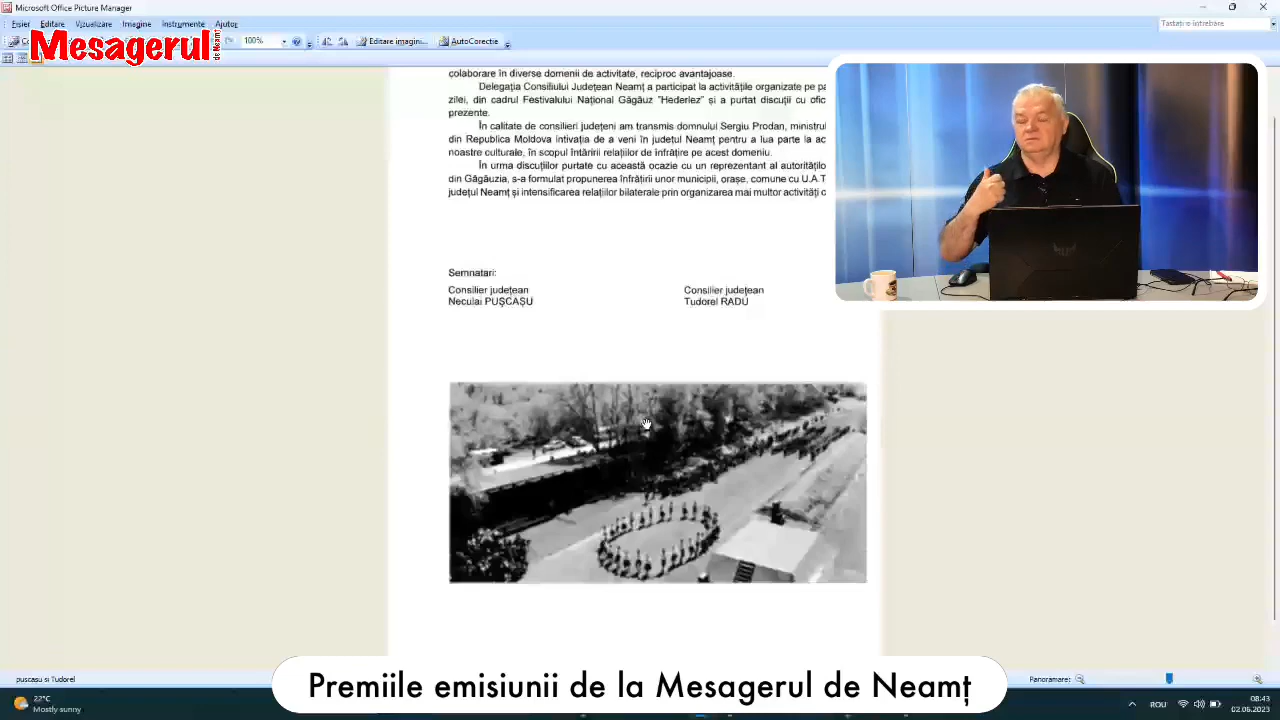 Microsoft Office Picture Manager
Fișier Editare Imagine Instrumente Ajutor
Tastați o întrebare
Mesagerul
de Neamț
100% Editare imagini... AutoCorecție
colaborare în diverse domenii de activitate, reciproc avantajoase.
Delegația Consiliului Județean Neamț a participat la activitățile organizate pe pa
zilei, din cadrul Festivalului Național Găgăuz "Hederlez" și a purtat discuții cu ofic
prezente.
În calitate de consilieri județeni am transmis domnului Sergiu Prodan, ministrul
din Republica Moldova intivația de a veni în județul Neamț pentru a lua parte la ac
noastre culturale, în scopul întăririi relațiilor de înfrățire pe acest domeniu.
În urma discuțiilor purtate cu această ocazie cu un reprezentant al autoritățilo
din Găgăuzia, s-a formulat propunerea înfrățirii unor municipii, orașe, comune cu U.A.T
județul Neamț și intensificarea relațiilor bilaterale prin organizarea mai multor activități c
Semnatari:
Consilier județean Consilier județean
Neculai PUȘCAȘU Tudorel RADU
Premiile emisiunii de la Mesagerul de Neamț
puscasu si Tudorel
Panoramare:
22°C
Mostly sunny
ROU
08:43
02.06.2023